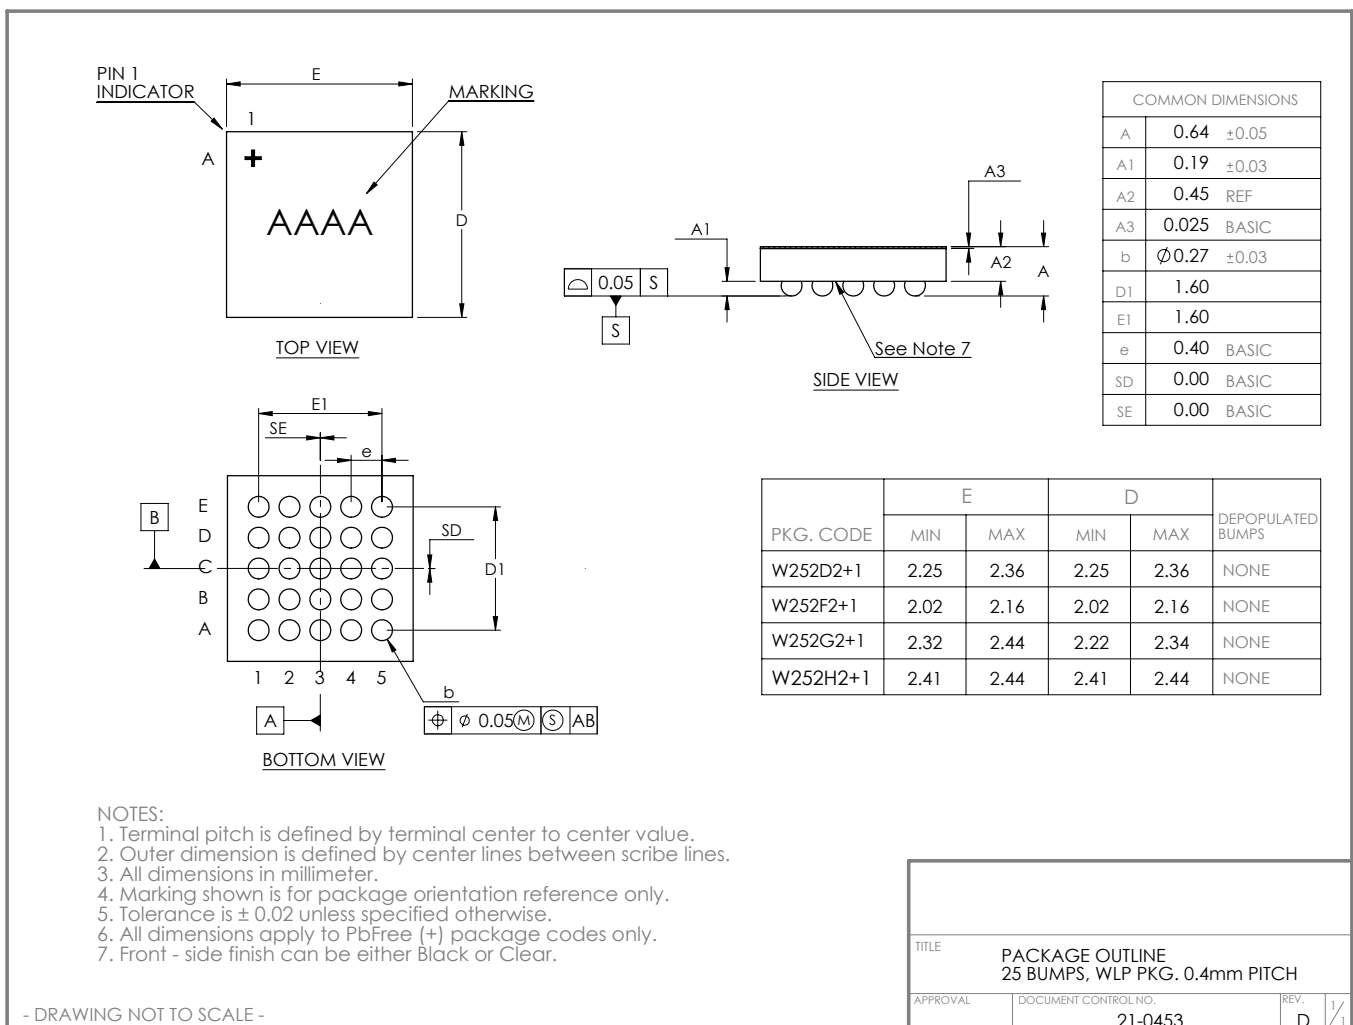 PIN 1
INDICATOR
E
MARKING
1
A
AAAA
D
TOP VIEW
A1
A3
A2
A
0.05 S
S
See Note 7
SIDE VIEW
COMMON DIMENSIONS
A 0.64 ±0.05
A1 0.19 ±0.03
A2 0.45 REF
A3 0.025 BASIC
b Ø0.27 ±0.03
D1 1.60
E1 1.60
e 0.40 BASIC
SD 0.00 BASIC
SE 0.00 BASIC
E1
SE
e
B
E
D
C
B
A
SD
D1
1 2 3 4 5
A
b
⌖ Ø 0.05Ⓜ Ⓢ AB
BOTTOM VIEW
PKG. CODE E D DEPOPULATED BUMPS
MIN MAX MIN MAX
W252D2+1 2.25 2.36 2.25 2.36 NONE
W252F2+1 2.02 2.16 2.02 2.16 NONE
W252G2+1 2.32 2.44 2.22 2.34 NONE
W252H2+1 2.41 2.44 2.41 2.44 NONE
NOTES:
1. Terminal pitch is defined by terminal center to center value.
2. Outer dimension is defined by center lines between scribe lines.
3. All dimensions in millimeter.
4. Marking shown is for package orientation reference only.
5. Tolerance is ± 0.02 unless specified otherwise.
6. All dimensions apply to PbFree (+) package codes only.
7. Front - side finish can be either Black or Clear.
- DRAWING NOT TO SCALE -
TITLE
PACKAGE OUTLINE
25 BUMPS, WLP PKG. 0.4mm PITCH
APPROVAL DOCUMENT CONTROL NO. REV.
21-0453 D 1/1